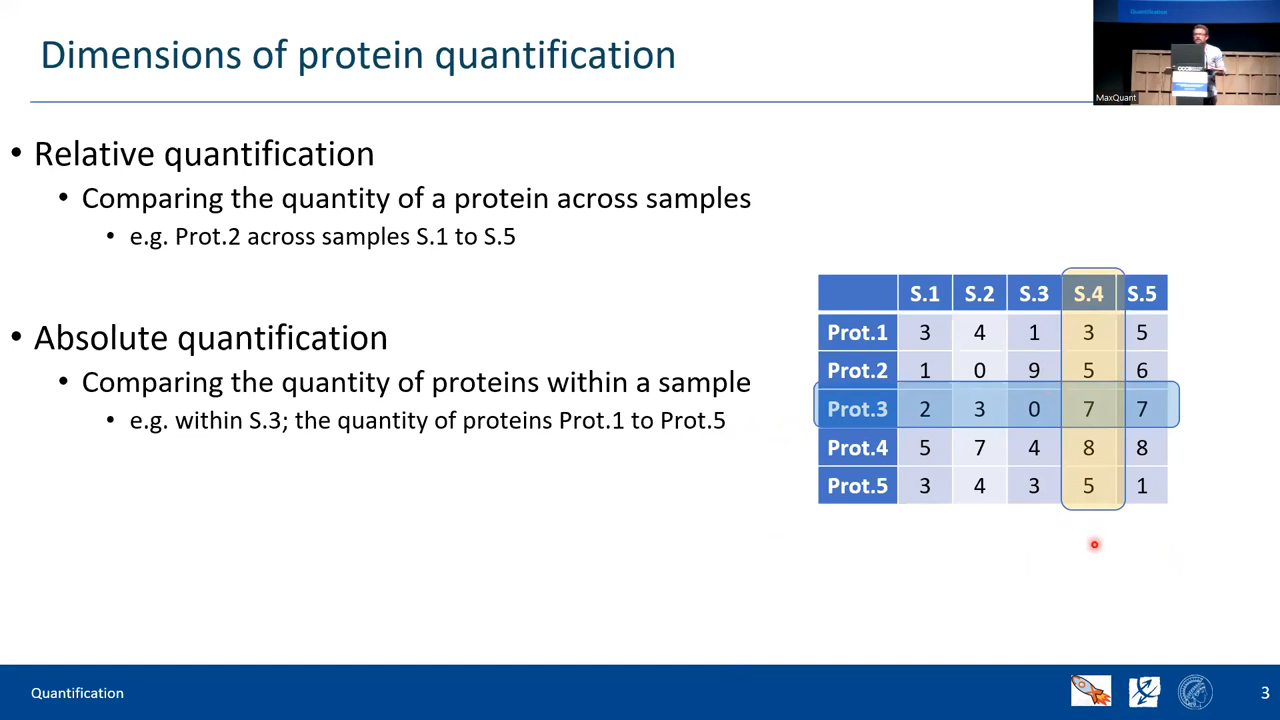 Dimensions of protein quantification
Quantification
MaxQuant
• Relative quantification
• Comparing the quantity of a protein across samples
• e.g. Prot.2 across samples S.1 to S.5
• Absolute quantification
• Comparing the quantity of proteins within a sample
• e.g. within S.3; the quantity of proteins Prot.1 to Prot.5
S.1 S.2 S.3 S.4 S.5
Prot.1 3 4 1 3 5
Prot.2 1 0 9 5 6
Prot.3 2 3 0 7 7
Prot.4 5 7 4 8 8
Prot.5 3 4 3 5 1
Quantification
3